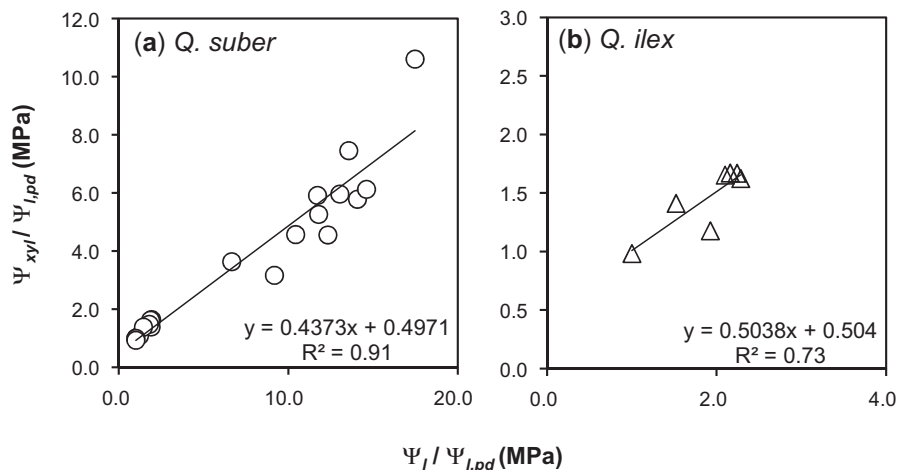 (a) Q. suber
12.0
10.0
8.0
6.0
4.0
2.0
0.0
0.0 10.0 20.0
y = 0.4373x + 0.4971
R² = 0.91
Ψxyl / Ψl,pd (MPa)
(b) Q. ilex
3.0
2.5
2.0
1.5
1.0
0.5
0.0
0.0 2.0 4.0
y = 0.5038x + 0.504
R² = 0.73
Ψl / Ψl,pd (MPa)